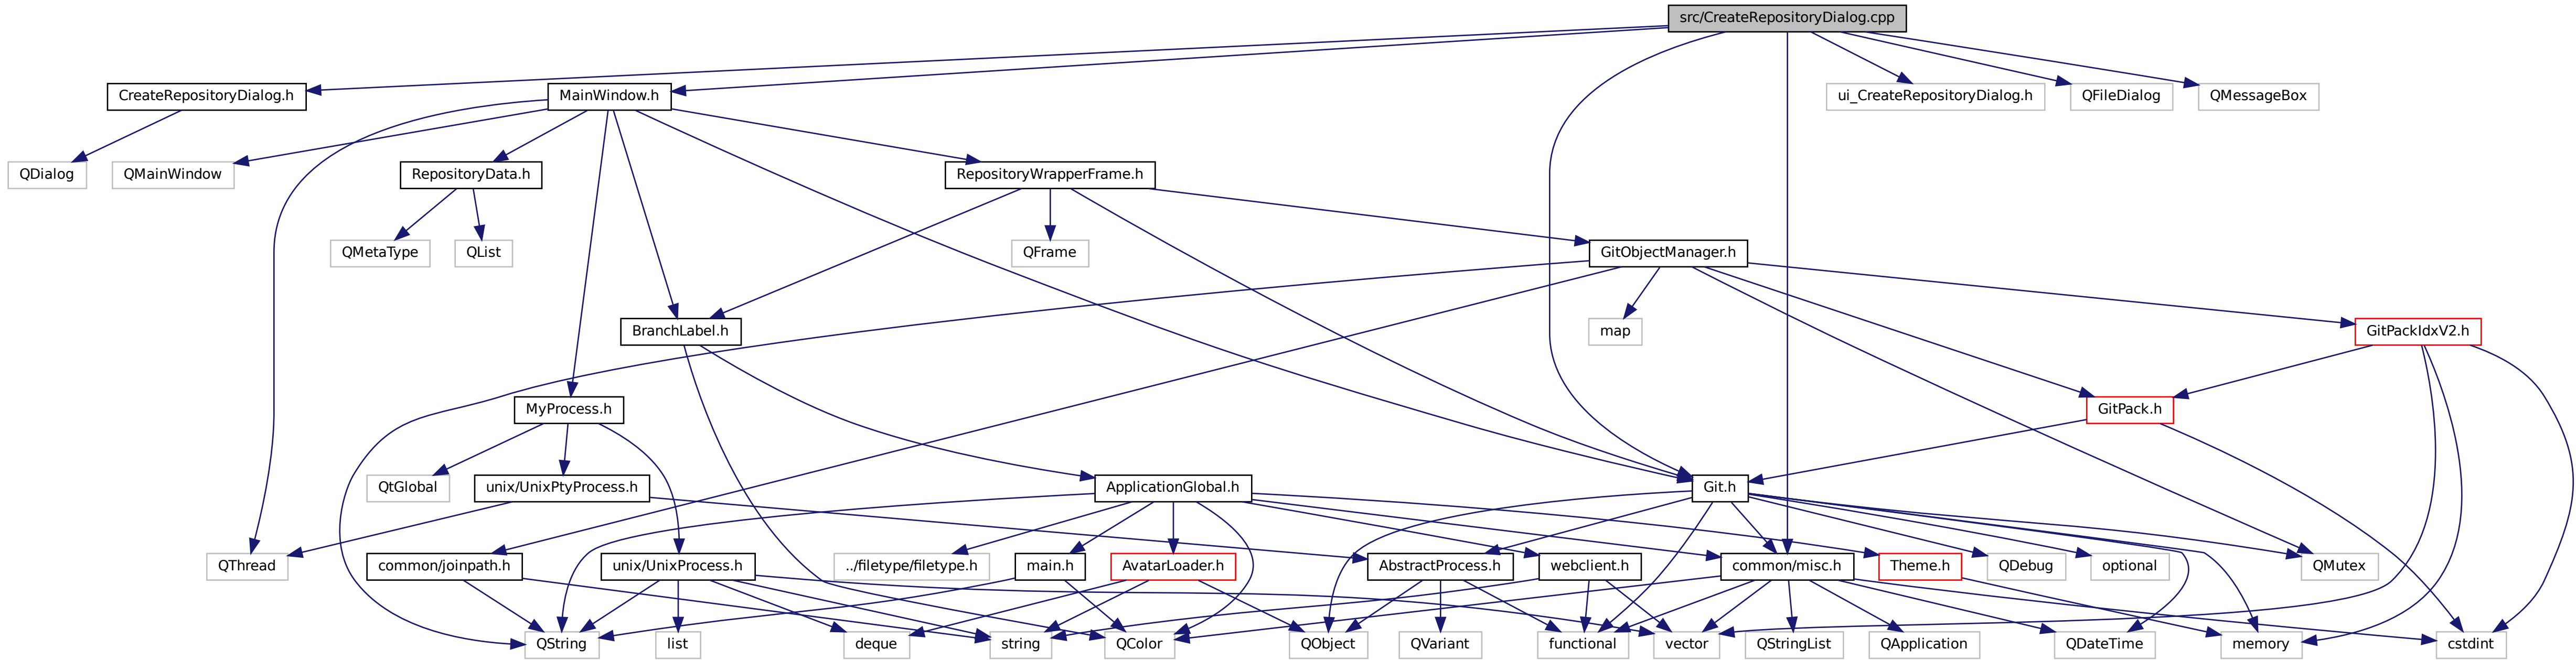 src/CreateRepositoryDialog.cpp
CreateRepositoryDialog.h
MainWindow.h
ui_CreateRepositoryDialog.h
QFileDialog
QMessageBox
QDialog
QMainWindow
RepositoryData.h
RepositoryWrapperFrame.h
QMetaType
QList
QFrame
GitObjectManager.h
BranchLabel.h
map
GitPackIdxV2.h
MyProcess.h
GitPack.h
QtGlobal
unix/UnixPtyProcess.h
ApplicationGlobal.h
Git.h
QThread
common/joinpath.h
unix/UnixProcess.h
../filetype/filetype.h
main.h
AvatarLoader.h
AbstractProcess.h
webclient.h
common/misc.h
Theme.h
QDebug
optional
QMutex
QString
list
deque
string
QColor
QObject
QVariant
functional
vector
QStringList
QApplication
QDateTime
memory
cstdint